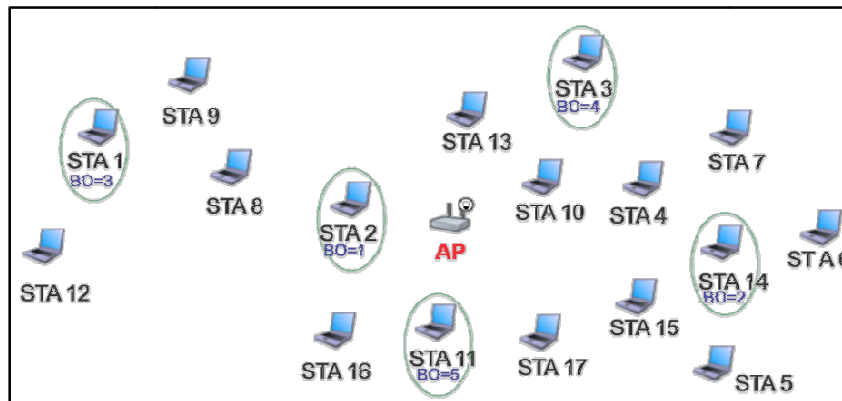 STA 9
STA 3
BO=4
STA 1
BO=3
STA 13
STA 7
STA 8
STA 10
STA 4
STA 2
BO=1
AP
STA 14
BO=2
STA 6
STA 12
STA 15
STA 16
STA 11
BO=5
STA 17
STA 5